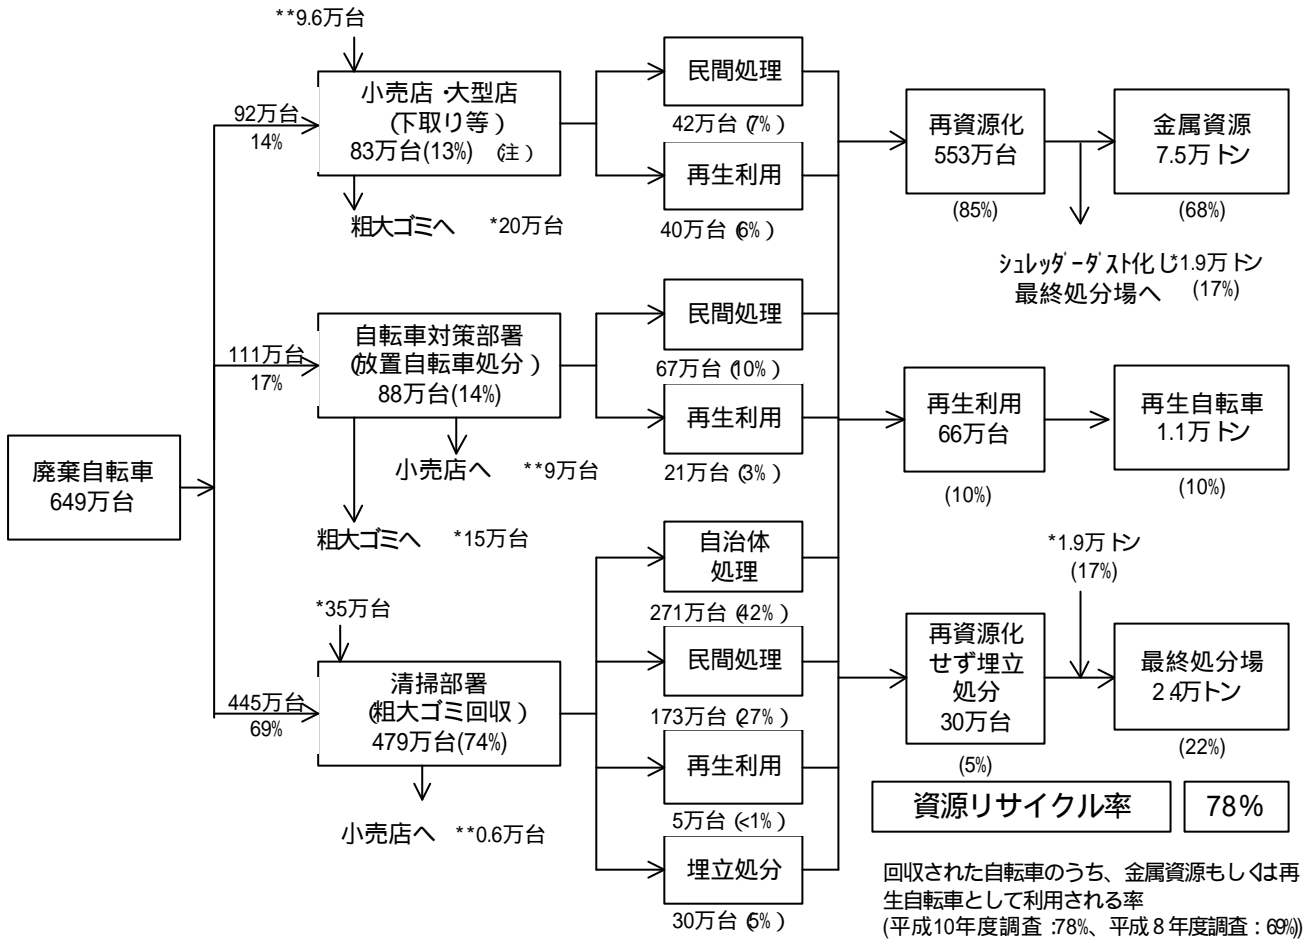 **9.6万台
小売店・大型店
(下取り等)
83万台(13%) (注)
92万台
14%
粗大ゴミへ *20万台
民間処理
42万台(7%)
再生利用
40万台(6%)
再資源化
553万台
(85%)
金属資源
7.5万トン
(68%)
シュレッダーダスト化し*1.9万トン
最終処分場へ (17%)
廃棄自転車
649万台
111万台
17%
自転車対策部署
(放置自転車処分)
88万台(14%)
小売店へ **9万台
粗大ゴミへ *15万台
民間処理
67万台(10%)
再生利用
21万台(3%)
再生利用
66万台
(10%)
再生自転車
1.1万トン
(10%)
*35万台
445万台
69%
清掃部署
(粗大ゴミ回収)
479万台(74%)
小売店へ **0.6万台
自治体
処理
271万台(42%)
民間処理
173万台(27%)
再生利用
5万台(<1%)
埋立処分
30万台(5%)
*1.9万トン
(17%)
再資源化
せず埋立
処分
30万台
(5%)
最終処分場
2.4万トン
(22%)
資源リサイクル率 78%
回収された自転車のうち、金属資源もしくは再
生自転車として利用される率
(平成10年度調査:78%、平成8年度調査:69%)